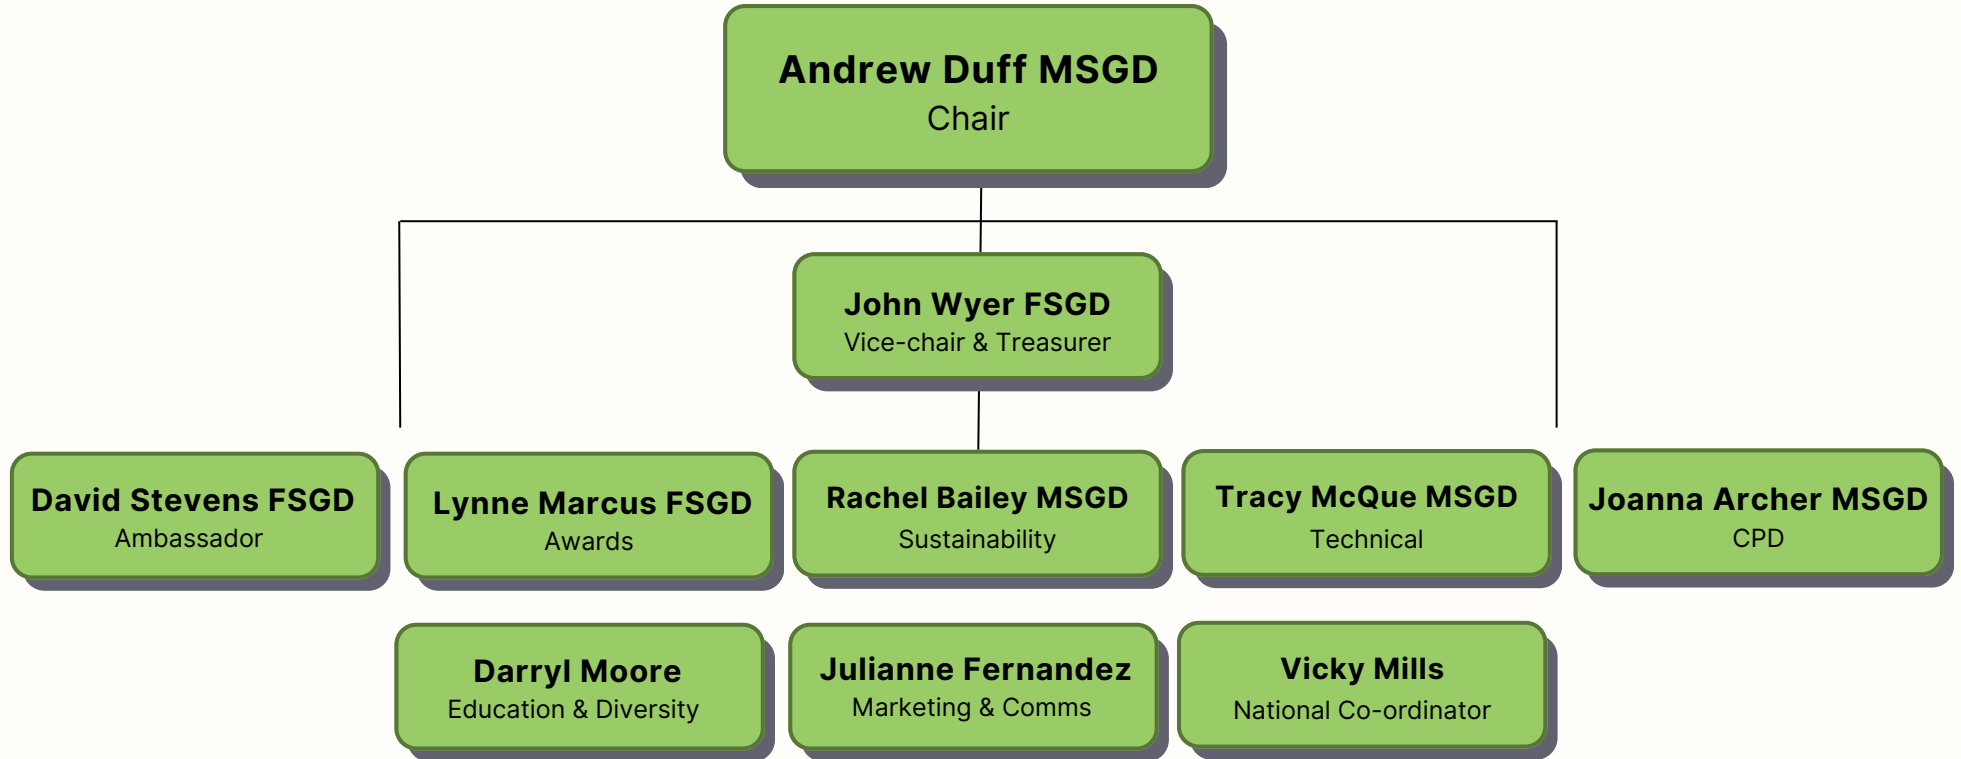 Andrew Duff MSGD
Chair
John Wyer FSGD
Vice-chair & Treasurer
David Stevens FSGD
Ambassador
Lynne Marcus FSGD
Awards
Rachel Bailey MSGD
Sustainability
Tracy McQue MSGD
Technical
Joanna Archer MSGD
CPD
Darryl Moore
Education & Diversity
Julianne Fernandez
Marketing & Comms
Vicky Mills
National Co-ordinator